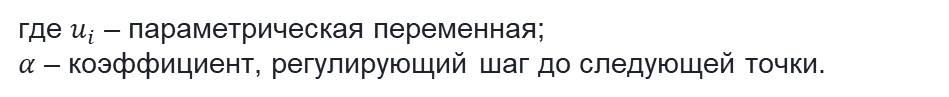 где 𝑢ᵢ – параметрическая переменная;
𝛼 – коэффициент, регулирующий шаг до следующей точки.